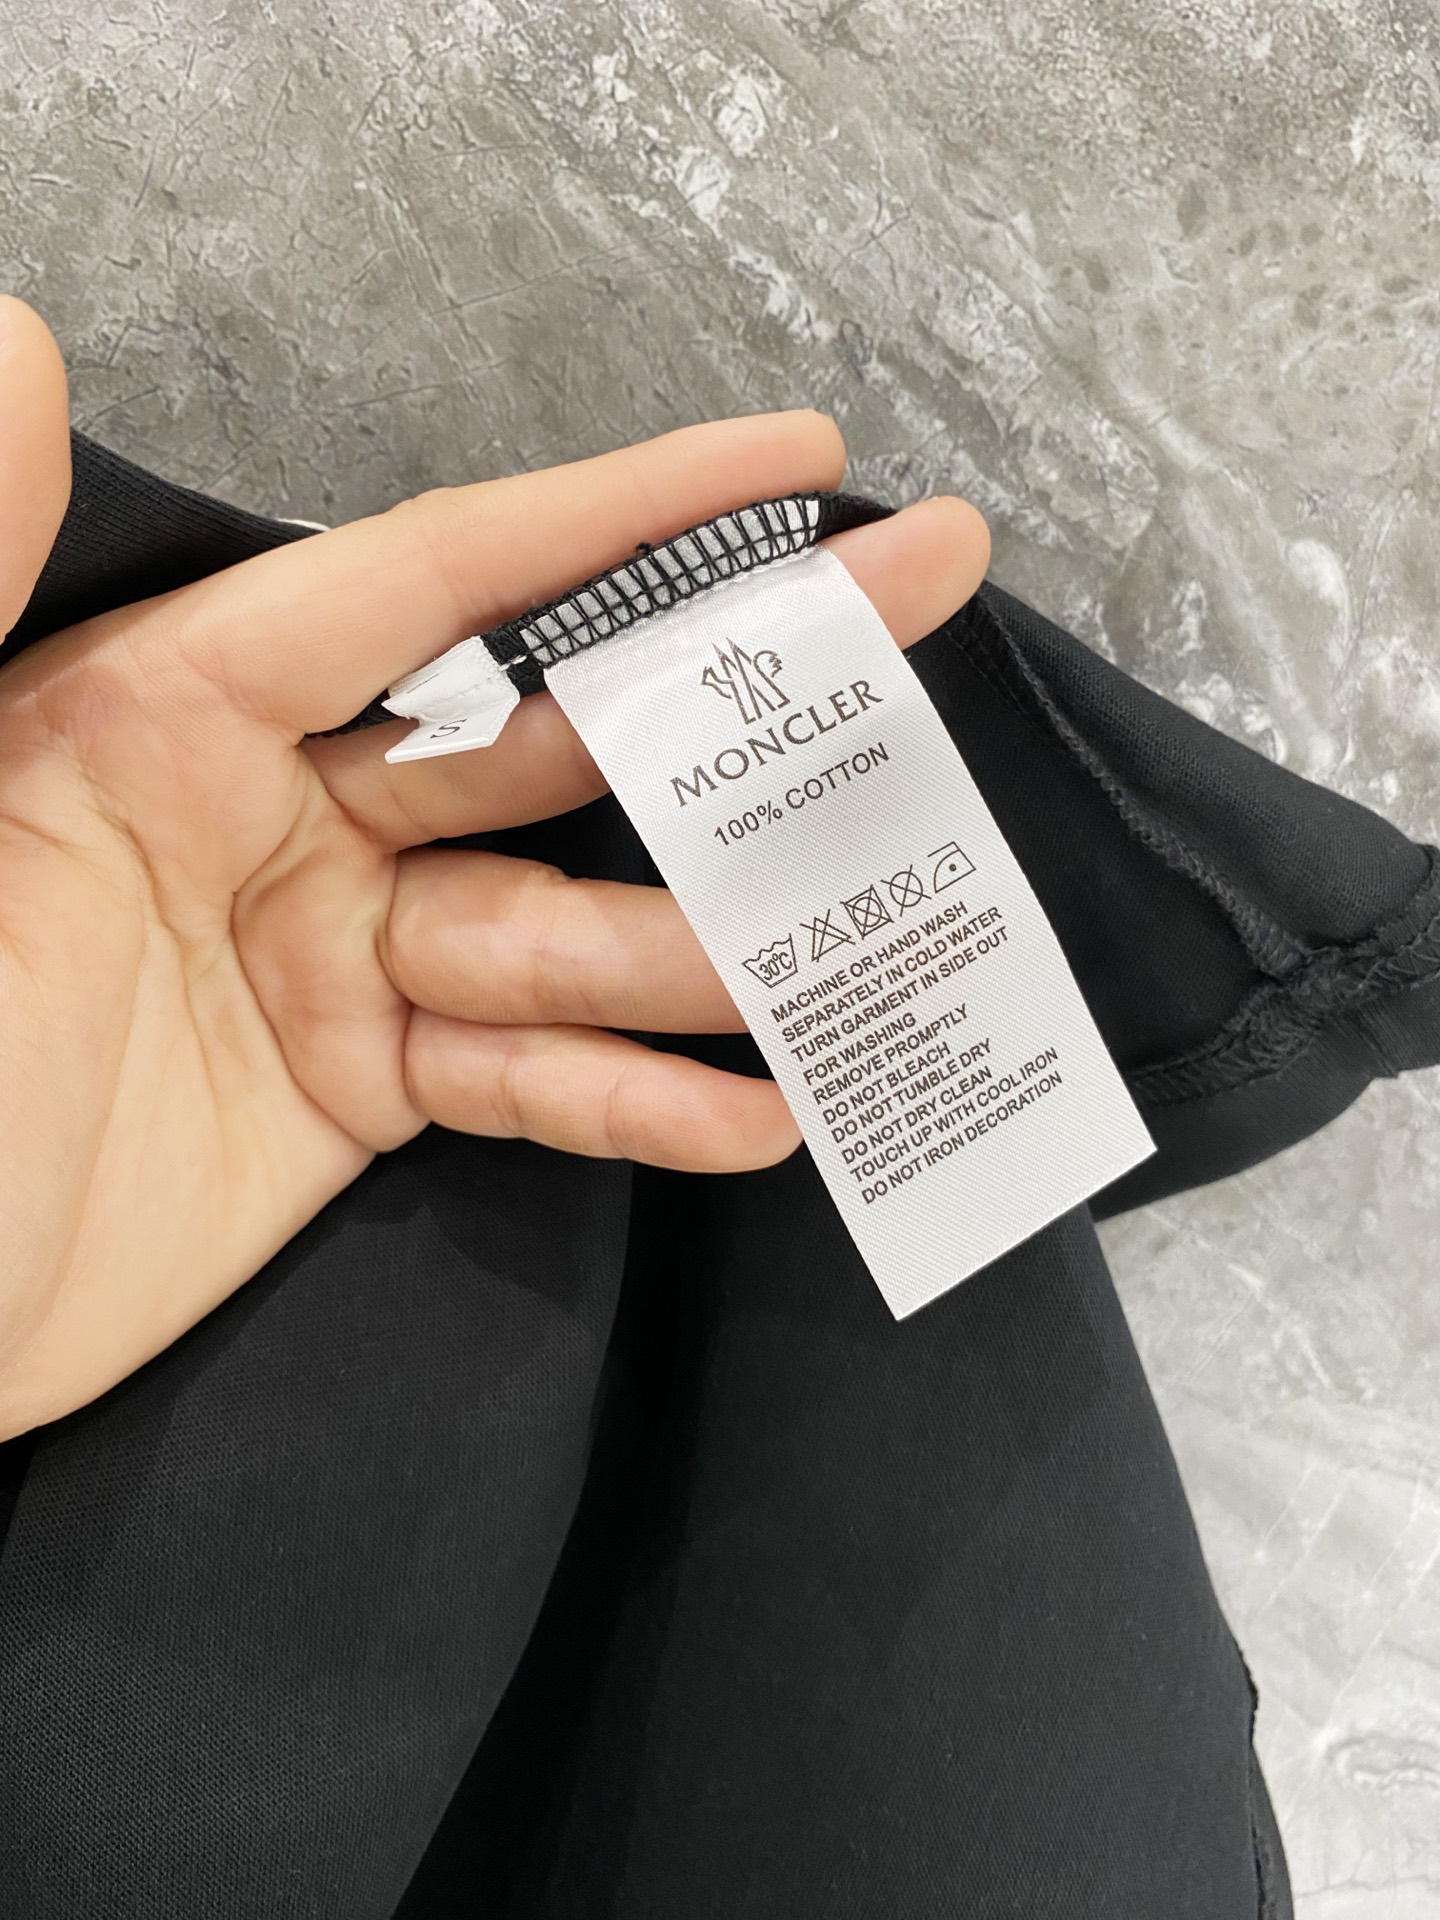 S
MONCLER
100% COTTON
30°C
MACHINE OR HAND WASH
SEPARATELY IN COLD WATER
TURN GARMENT IN SIDE OUT
FOR WASHING
REMOVE PROMPTLY
DO NOT BLEACH
DO NOT TUMBLE DRY
DO NOT DRY CLEAN
TOUCH UP WITH COOL IRON
DO NOT IRON DECORATION